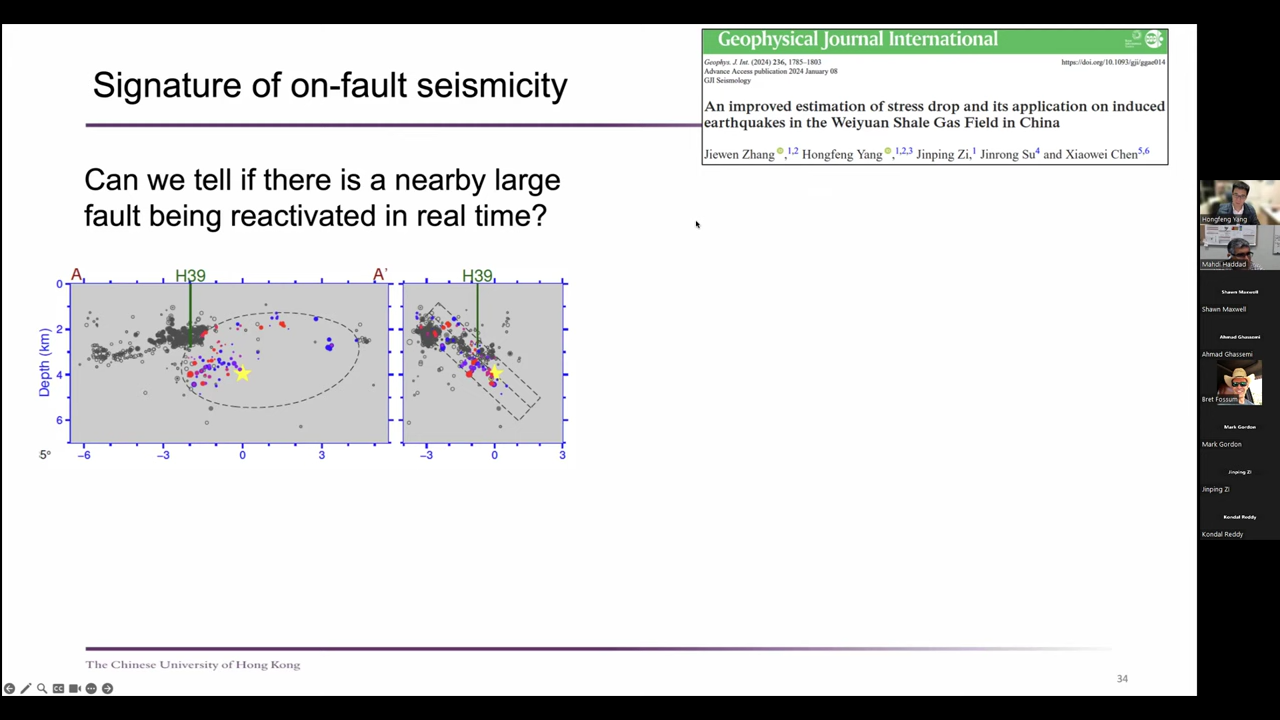 Signature of on-fault seismicity
Geophysical Journal International
Geophys. J. Int. (2024) 236, 1785–1803
https://doi.org/10.1093/gji/ggae014
Advance Access publication 2024 January 08
GJI Seismology
An improved estimation of stress drop and its application on induced
earthquakes in the Weiyuan Shale Gas Field in China
Jiewen Zhang,1,2 Hongfeng Yang,1,2,3 Jinping Zi,1 Jinrong Su4 and Xiaowei Chen5,6
Can we tell if there is a nearby large
fault being reactivated in real time?
A H39 A' H39
Depth (km)
0
2
4
6
5°
−6 −3 0 3 −3 0 3
The Chinese University of Hong Kong
34
Hongfeng Yang
Mahdi Haddad
Shawn Maxwell
Shawn Maxwell
Ahmad Ghassemi
Ahmad Ghassemi
Bret Fossum
Mark Gordon
Mark Gordon
Jinping Zi
Jinping Zi
Kondal Reddy
Kondal Reddy